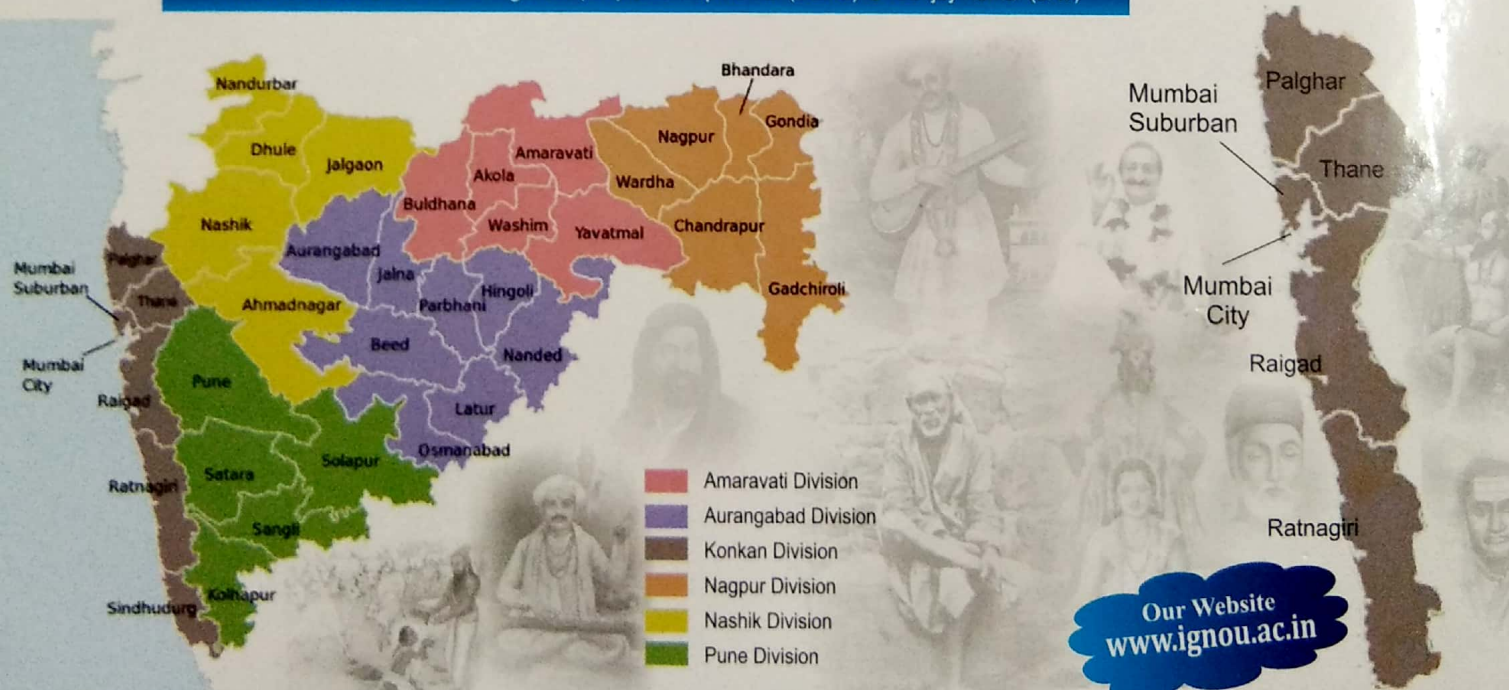 Nandurbar
Dhule
Jalgaon
Nashik
Ahmadnagar
Buldhana
Akola
Amaravati
Washim
Yavatmal
Bhandara
Nagpur
Gondia
Wardha
Chandrapur
Gadchiroli
Aurangabad
Jalna
Parbhani
Hingoli
Beed
Nanded
Latur
Osmanabad
Palghar
Mumbai
Suburban
Thane
Mumbai
City
Raigad
Ratnagiri
Sindhudurg
Pune
Satara
Solapur
Sangli
Kolhapur
Amaravati Division
Aurangabad Division
Konkan Division
Nagpur Division
Nashik Division
Pune Division
Palghar
Mumbai
Suburban
Thane
Mumbai
City
Raigad
Ratnagiri
Our Website
www.ignou.ac.in